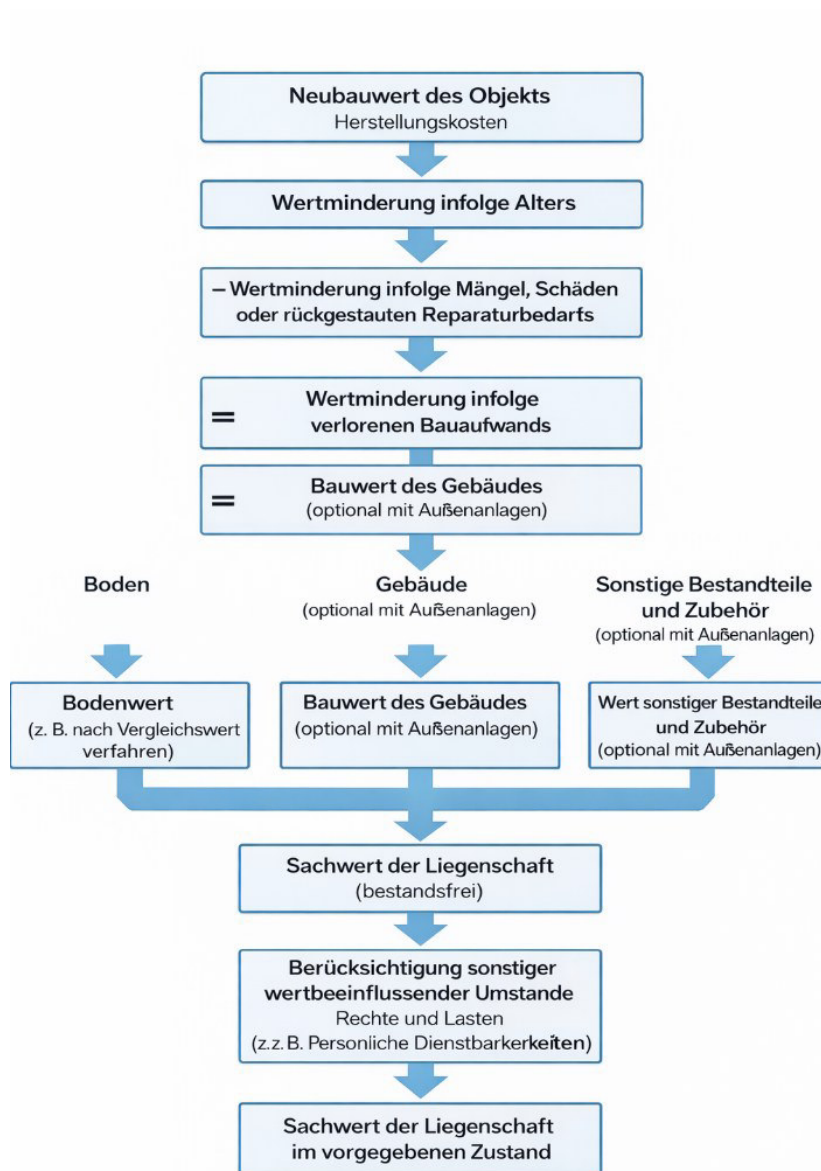 Neubauwert des Objekts
Herstellungskosten
Wertminderung infolge Alters
– Wertminderung infolge Mängel, Schäden
oder rückgestauten Reparaturbedarfs
= Wertminderung infolge
verlorenen Bauaufwands
= Bauwert des Gebäudes
(optional mit Außenanlagen)
Boden
Gebäude
(optional mit Außenanlagen)
Sonstige Bestandteile
und Zubehör
(optional mit Außenanlagen)
Bodenwert
(z. B. nach Vergleichswert
verfahren)
Bauwert des Gebäudes
(optional mit Außenanlagen)
Wert sonstiger Bestandteile
und Zubehör
(optional mit Außenanlagen)
Sachwert der Liegenschaft
(bestandsfrei)
Berücksichtigung sonstiger
wertbeeinflussender Umstande
Rechte und Lasten
(z.z. B. Personliche Dienstbarkerkeiten)
Sachwert der Liegenschaft
im vorgegebenen Zustand